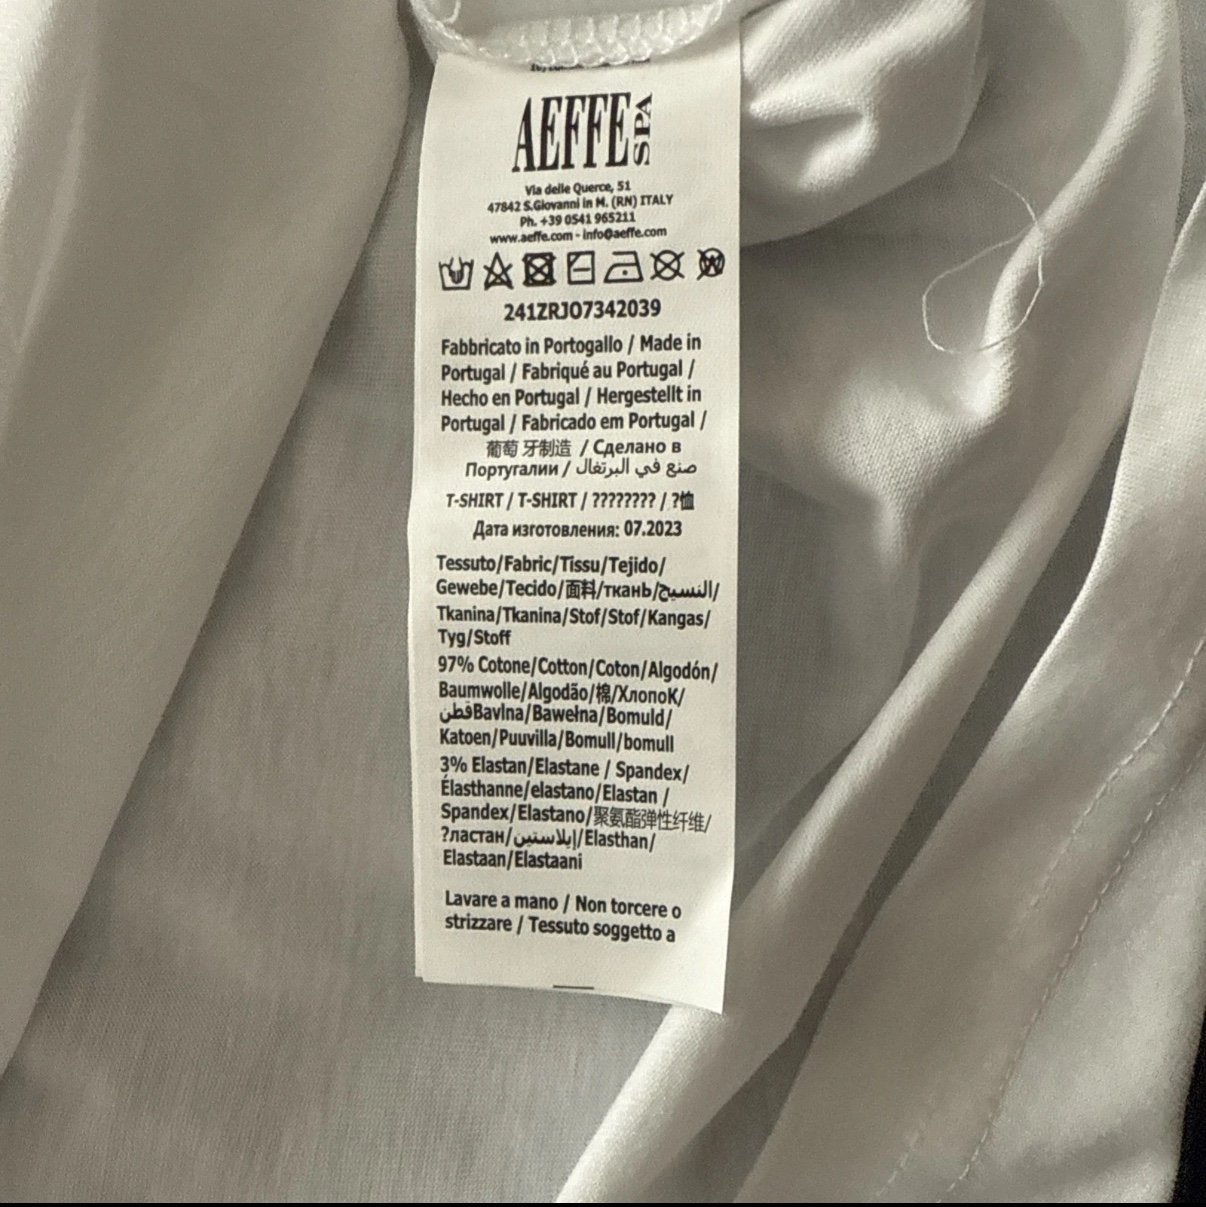 AEFFE SPA
Via delle Querce, 51
47842 S.Giovanni in M. (RN) ITALY
Ph. +39 0541 965211
www.aeffe.com - info@aeffe.com
241ZRJ07342039
Fabbricato in Portogallo / Made in
Portugal / Fabriqué au Portugal /
Hecho en Portugal / Hergestellt in
Portugal / Fabricado em Portugal /
葡萄 牙制造 / Сделано в
Португалии / صنع في البرتغال
T-SHIRT / T-SHIRT / ???????? / ?恤
Дата изготовления: 07.2023
Tessuto/Fabric/Tissu/Tejido/
Gewebe/Tecido/面料/ткань/النسيج/
Tkanina/Tkanina/Stof/Stof/Kangas/
Tyg/Stoff
97% Cotone/Cotton/Coton/Algodón/
Baumwolle/Algodão/棉/ХлопоК/
قطنBavlna/Bawełna/Bomuld/
Katoen/Puuvilla/Bomull/bomull
3% Elastan/Elastane / Spandex/
Élasthanne/elastano/Elastan /
Spandex/Elastano/聚氨酯弹性纤维/
?ластан/إيلاستين/Elasthan/
Elastaan/Elastaani
Lavare a mano / Non torcere o
strizzare / Tessuto soggetto a